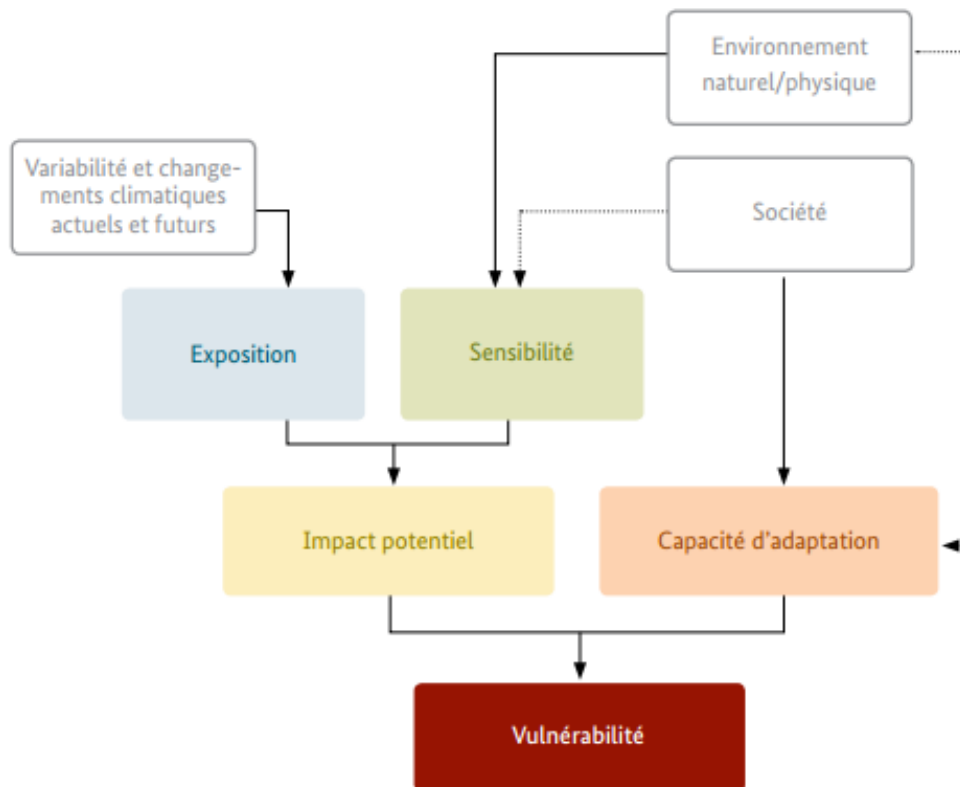 Environnement
naturel/physique
Variabilité et change-
ments climatiques
actuels et futurs
Société
Exposition
Sensibilité
Impact potentiel
Capacité d'adaptation
Vulnérabilité